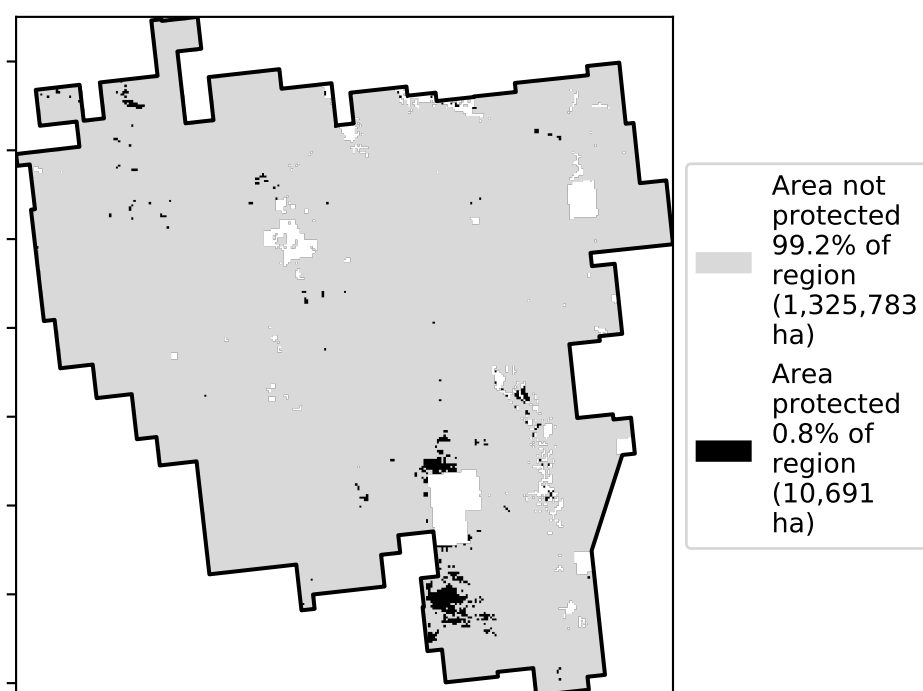 Area not
protected
99.2% of
region
(1,325,783
ha)
Area
protected
0.8% of
region
(10,691
ha)